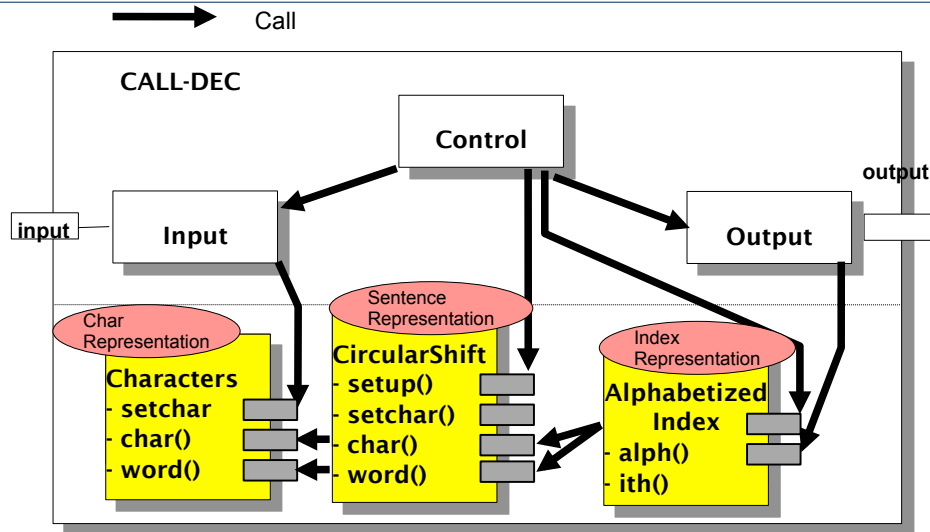 Call
CALL-DEC
Control
output
input
Input
Output
Char
Representation
Characters
- setchar
- char()
- word()
Sentence
Representation
CircularShift
- setup()
- setchar()
- char()
- word()
Index
Representation
Alphabetized
Index
- alph()
- ith()